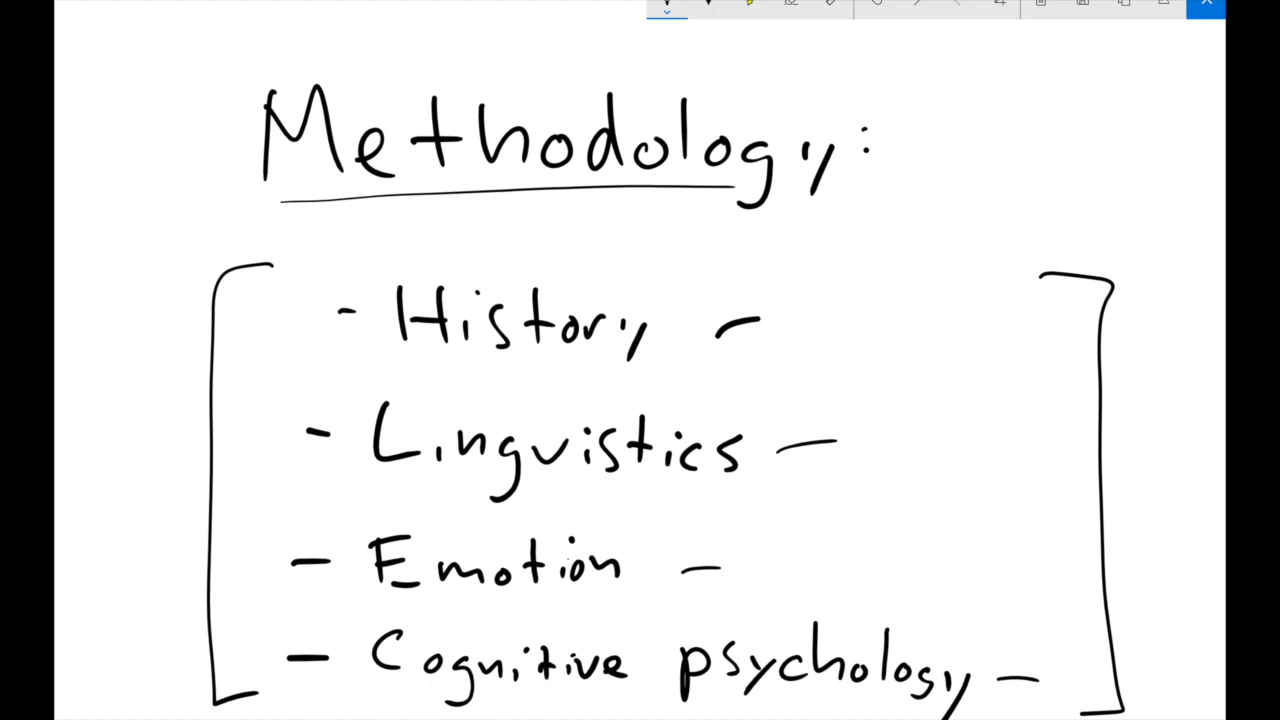 Methodology:
- History -
- Linguistics -
- Emotion -
- Cognitive psychology -